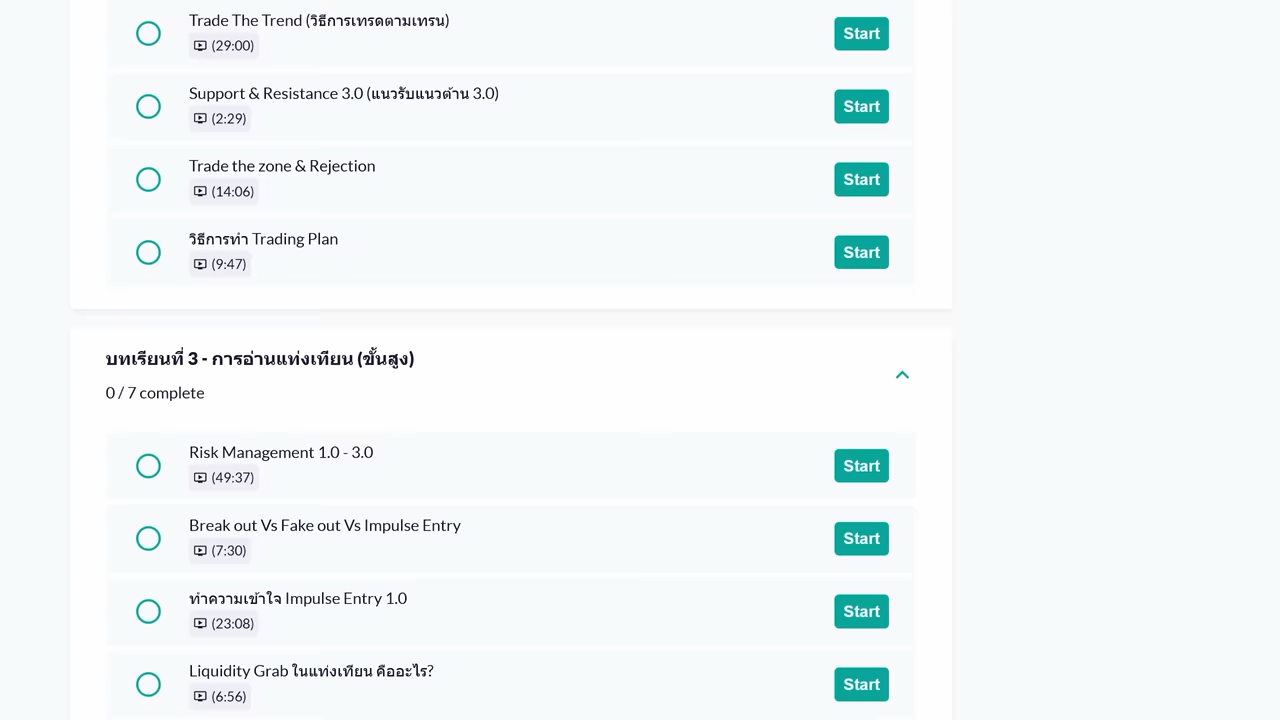 Trade The Trend (วิธีการเทรดตามเทรน)
(29:00)
Start
Support & Resistance 3.0 (แนวรับแนวต้าน 3.0)
(2:29)
Start
Trade the zone & Rejection
(14:06)
Start
วิธีการทำ Trading Plan
(9:47)
Start
บทเรียนที่ 3 - การอ่านแท่งเทียน (ขั้นสูง)
0 / 7 complete
Risk Management 1.0 - 3.0
(49:37)
Start
Break out Vs Fake out Vs Impulse Entry
(7:30)
Start
ทำความเข้าใจ Impulse Entry 1.0
(23:08)
Start
Liquidity Grab ในแท่งเทียน คืออะไร?
(6:56)
Start